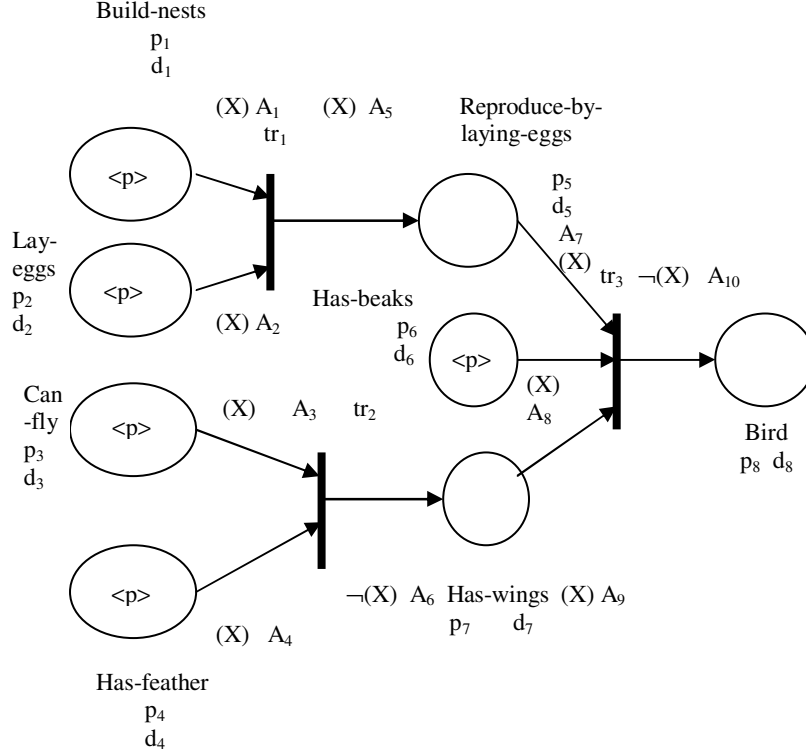 Build-nests
p1
d1
(X) A1 (X) A5
tr1
Reproduce-by-
laying-eggs
<p>
p5
d5
A7
(X)
Lay-
eggs
p2
d2
<p>
(X) A2
Has-beaks
p6
d6
<p>
tr3 ¬(X) A10
Can
-fly
p3
d3
<p>
(X) A3 tr2
(X)
A8
Bird
p8 d8
<p>
(X) A4
¬(X) A6 Has-wings (X) A9
p7 d7
Has-feather
p4
d4